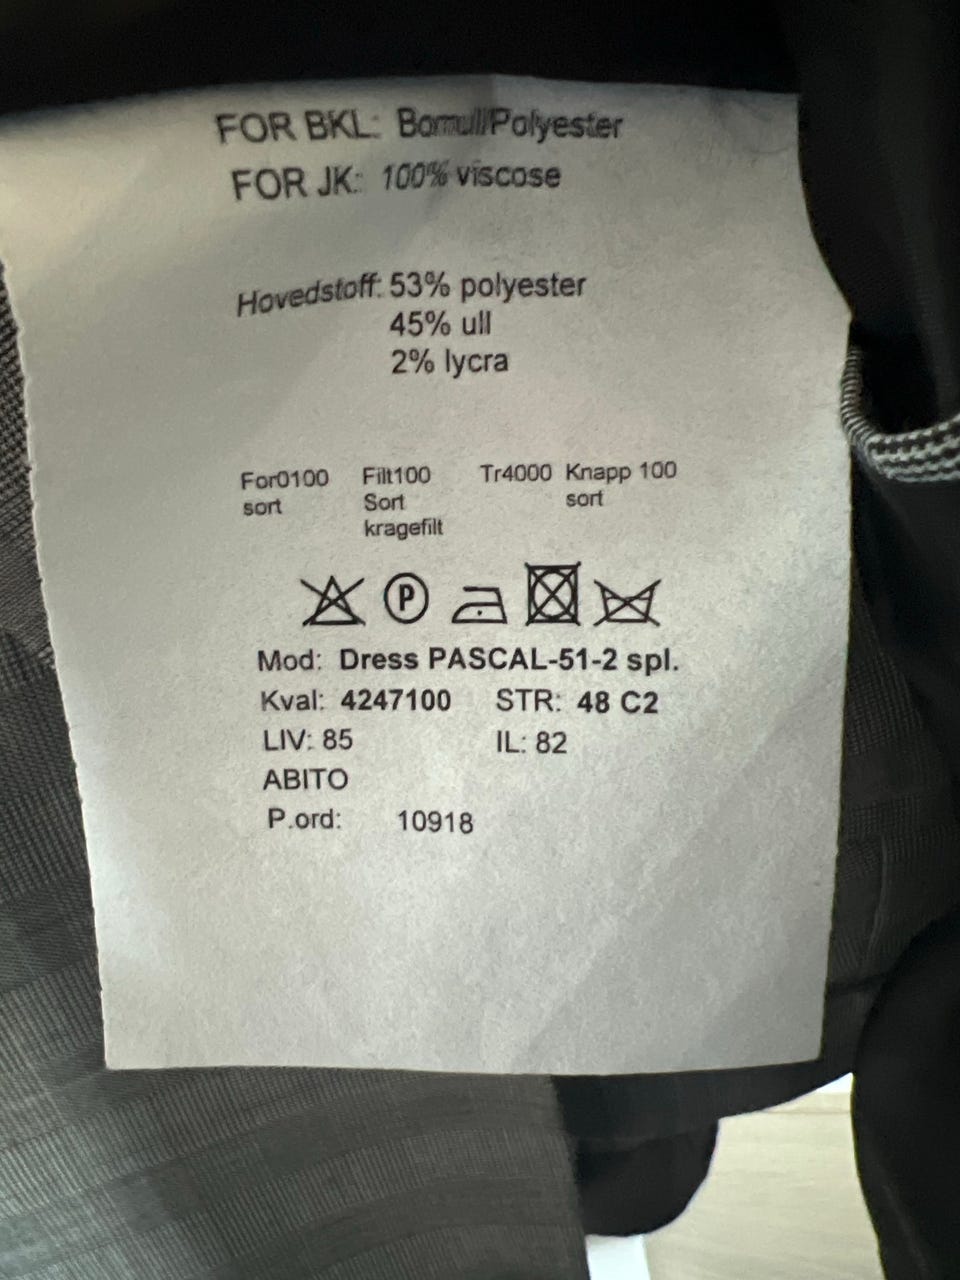 FOR BKL: Bomull/Polyester
FOR JK: 100% viscose
Hovedstoff: 53% polyester
45% ull
2% lycra
For0100 Filt100 Tr4000 Knapp 100
sort Sort sort
kragefilt
P
Mod: Dress PASCAL-51-2 spl.
Kval: 4247100 STR: 48 C2
LIV: 85 IL: 82
ABITO
P.ord: 10918